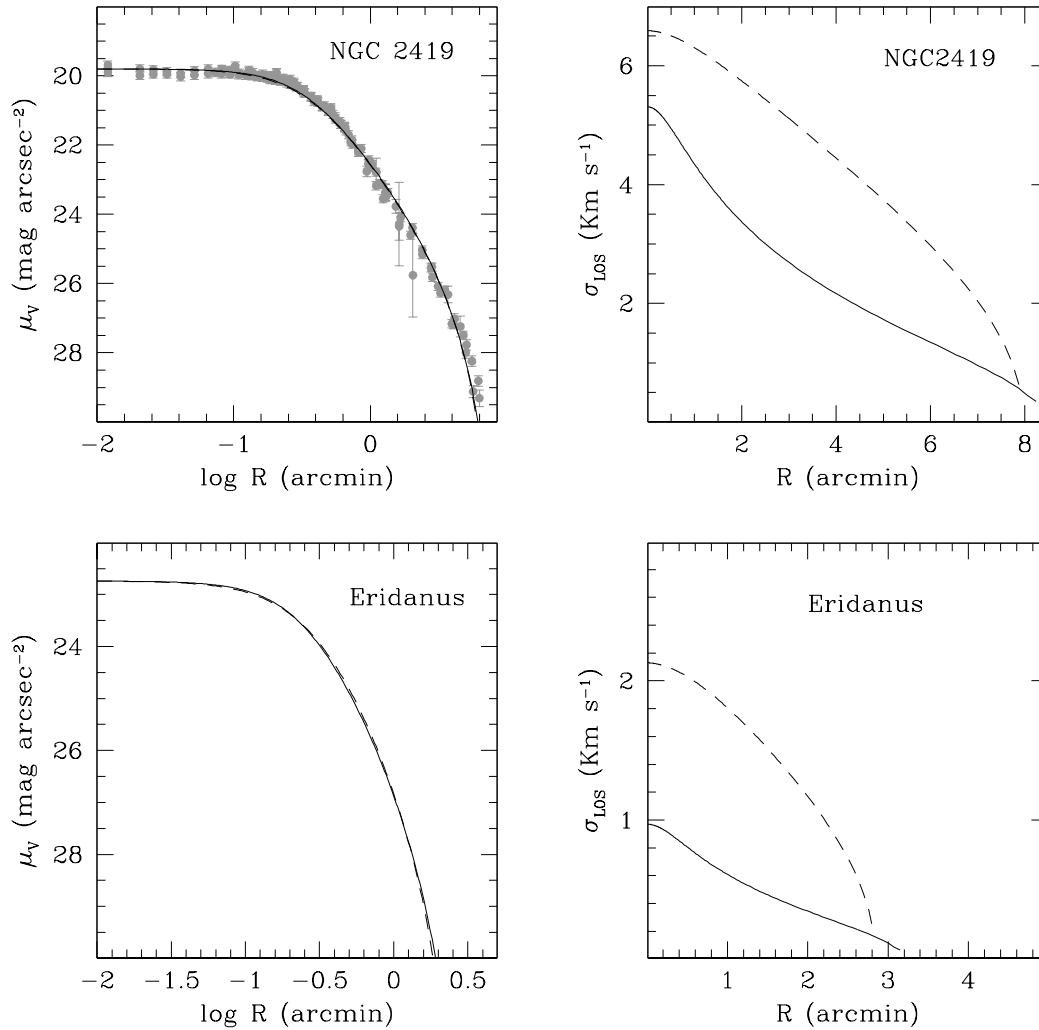 NGC 2419
20
22
24
26
28
μV (mag arcsec−2)
−2
−1
0
log R (arcmin)
NGC2419
6
4
2
σLOS (Km s−1)
2
4
6
8
R (arcmin)
Eridanus
24
26
28
μV (mag arcsec−2)
−2
−1.5
−1
−0.5
0
0.5
log R (arcmin)
Eridanus
2
1
σLOS (Km s−1)
1
2
3
4
R (arcmin)